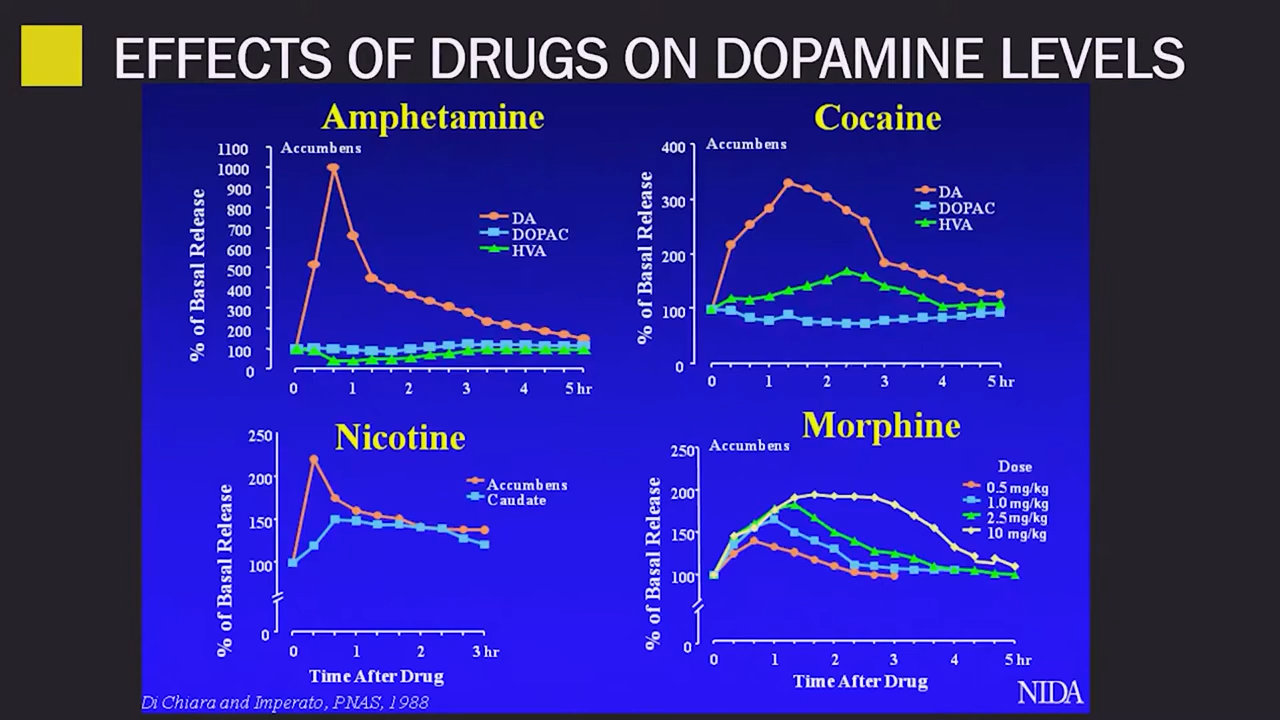 EFFECTS OF DRUGS ON DOPAMINE LEVELS
Amphetamine
Accumbens
% of Basal Release
1100
1000
900
800
700
600
500
400
300
200
100
0
DA
DOPAC
HVA
0 1 2 3 4 5 hr
Cocaine
Accumbens
% of Basal Release
400
300
200
100
0
DA
DOPAC
HVA
0 1 2 3 4 5 hr
Nicotine
% of Basal Release
250
200
150
100
0
Accumbens
Caudate
0 1 2 3 hr
Time After Drug
Morphine
Accumbens
% of Basal Release
250
200
150
100
0
Dose
0.5 mg/kg
1.0 mg/kg
2.5 mg/kg
10 mg/kg
0 1 2 3 4 5 hr
Time After Drug
Di Chiara and Imperato, PNAS, 1988
NIDA